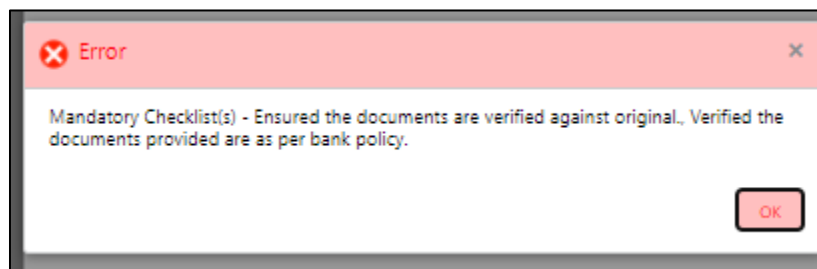 Error
Mandatory Checklist(s) - Ensured the documents are verified against original., Verified the
documents provided are as per bank policy.
OK